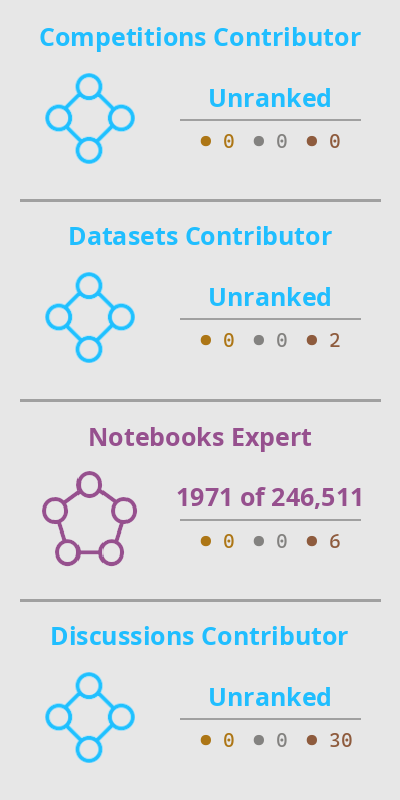 Competitions Contributor
Unranked
0 0 0
Datasets Contributor
Unranked
0 0 2
Notebooks Expert
1971 of 246,511
0 0 6
Discussions Contributor
Unranked
0 0 30